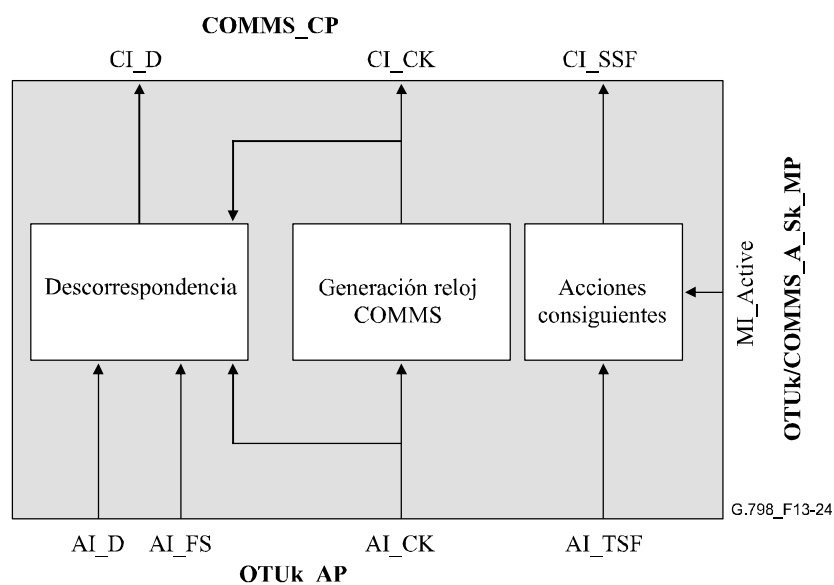 COMMS_CP
CI_D CI_CK CI_SSF
Descorrespondencia
Generación reloj
COMMS
Acciones
consiguientes
MI_Active
OTUk/COMMS_A_Sk_MP
G.798_F13-24
AI_D AI_FS AI_CK AI_TSF
OTUk_AP